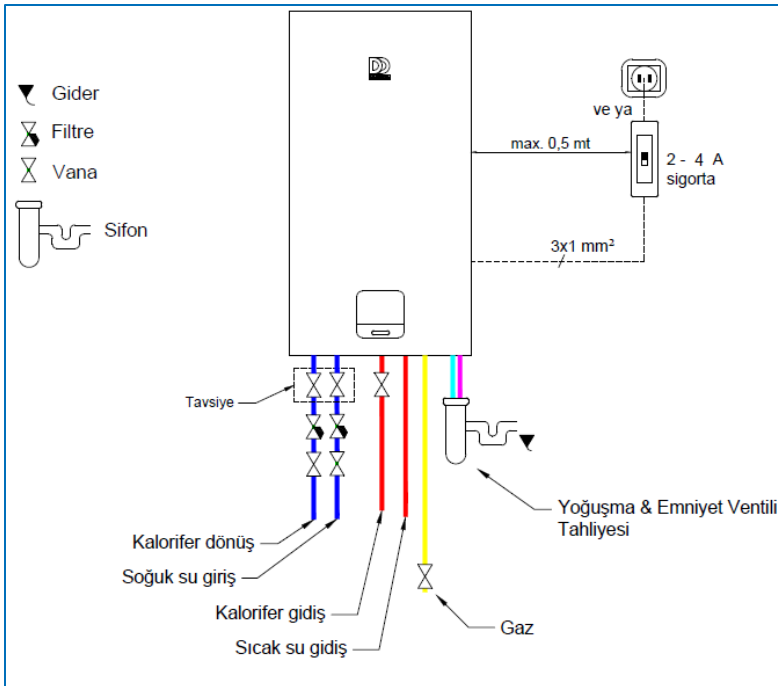 Gider
Filtre
Vana
Sifon
ve ya
max. 0,5 mt
2 - 4 A
sigorta
3x1 mm²
Tavsiye
Kalorifer dönüş
Soğuk su giriş
Kalorifer gidiş
Sıcak su gidiş
Gaz
Yoğuşma & Emniyet Ventili
Tahliyesi